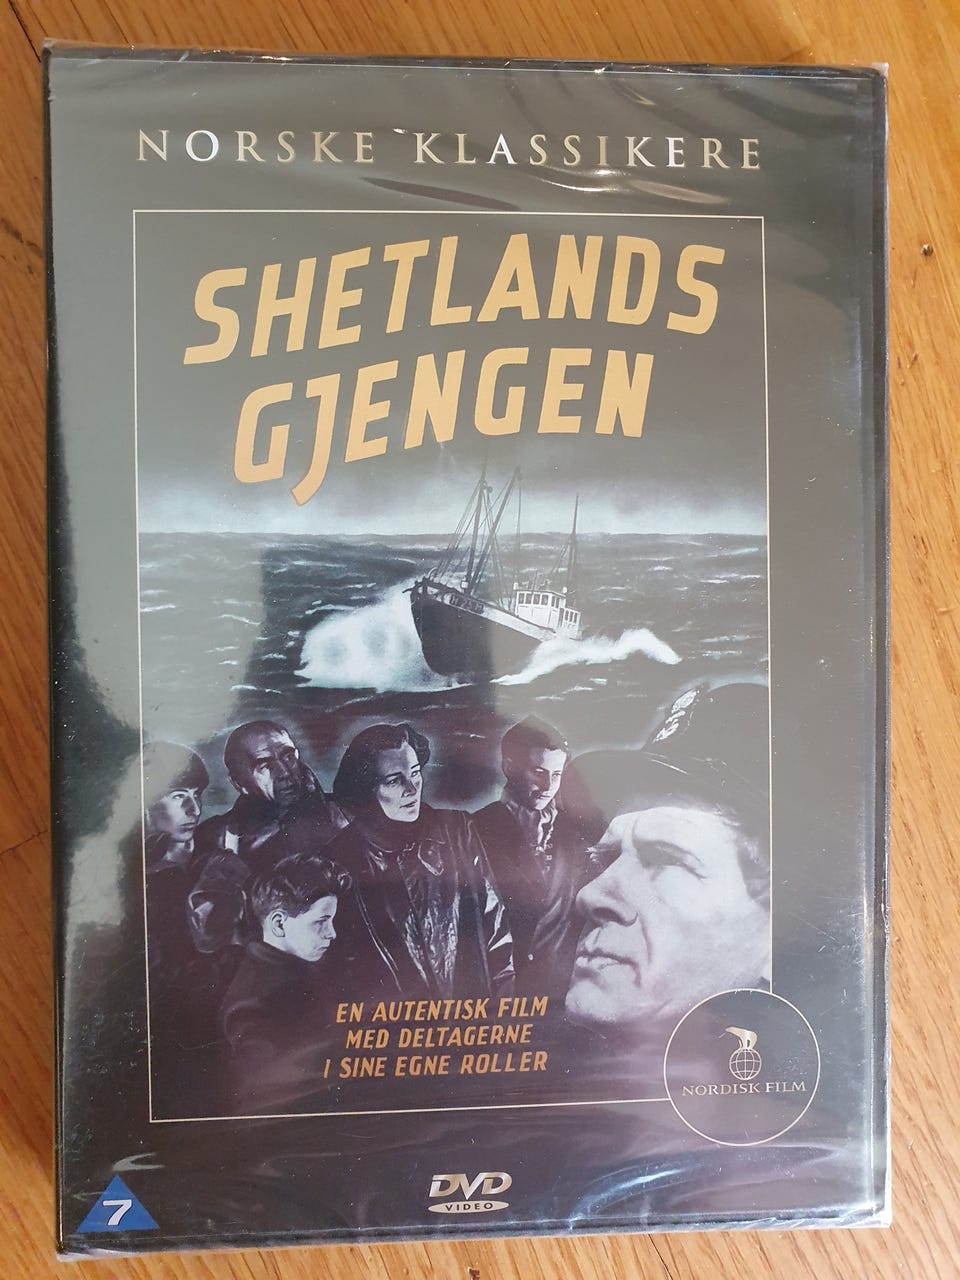 NORSKE KLASSIKERE
SHETLANDS
GJENGEN
EN AUTENTISK FILM
MED DELTAGERNE
I SINE EGNE ROLLER
NORDISK FILM
7
DVD
VIDEO